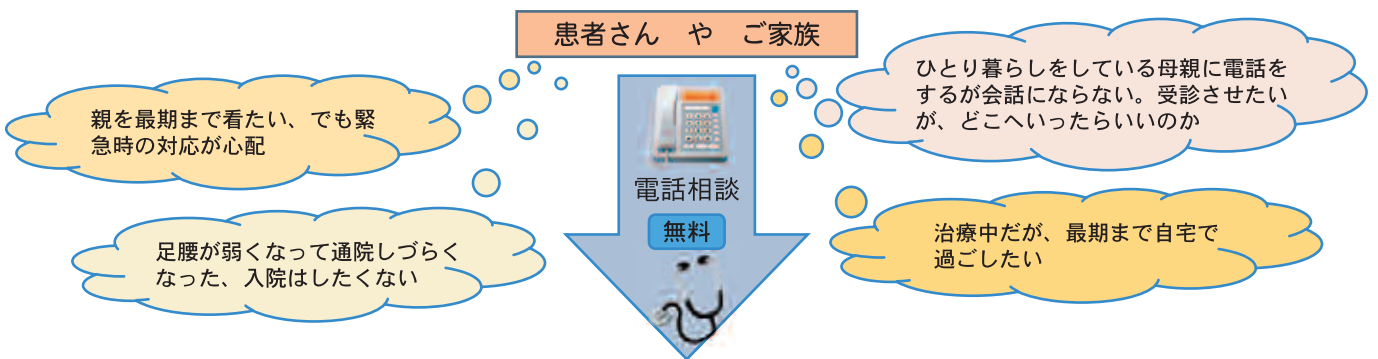 患者さん　や　ご家族
親を最期まで看たい、でも緊
急時の対応が心配
ひとり暮らしをしている母親に電話を
するが会話にならない。受診させたい
が、どこへいったらいいのか
電話相談
無料
足腰が弱くなって通院しづらく
なった、入院はしたくない
治療中だが、最期まで自宅で
過ごしたい